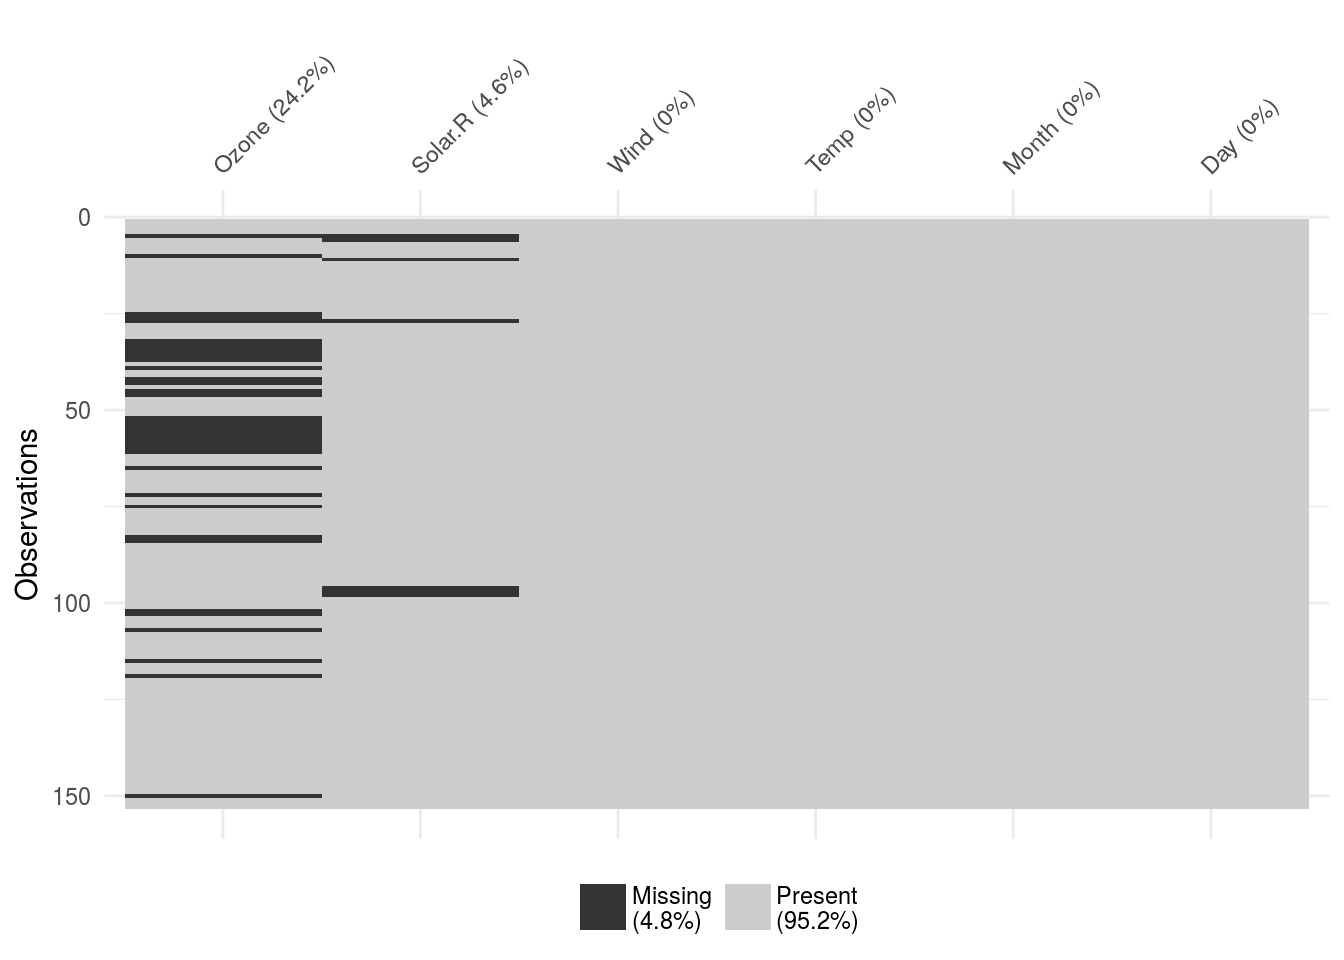 Ozone (24.2%)
Solar.R (4.6%)
Wind (0%)
Temp (0%)
Month (0%)
Day (0%)
0
50
100
150
Observations
Missing
(4.8%)
Present
(95.2%)